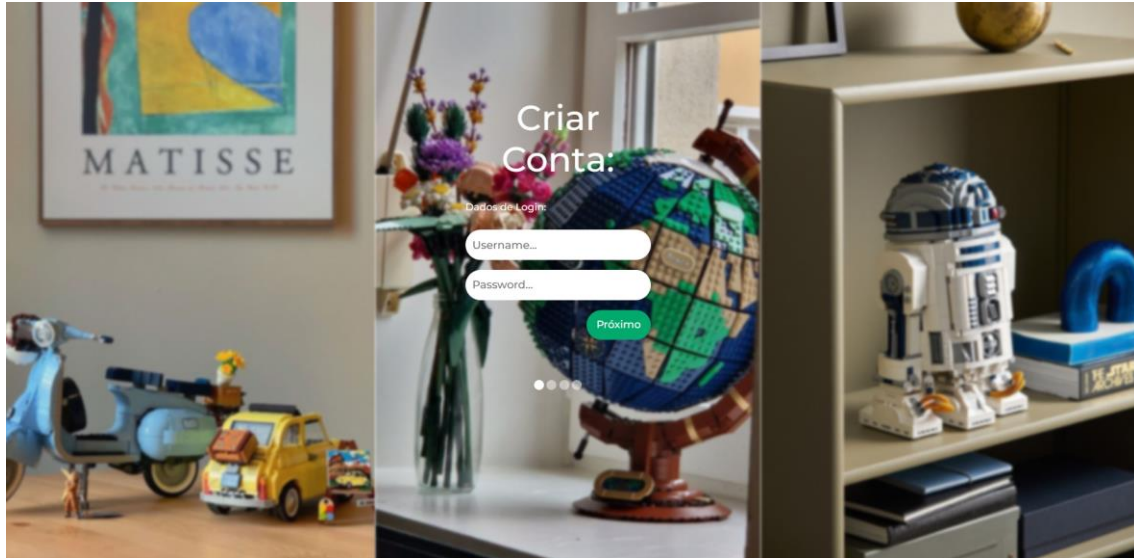 MATISSE
Criar
Conta:
Dados de Login:
Username...
Password...
Próximo